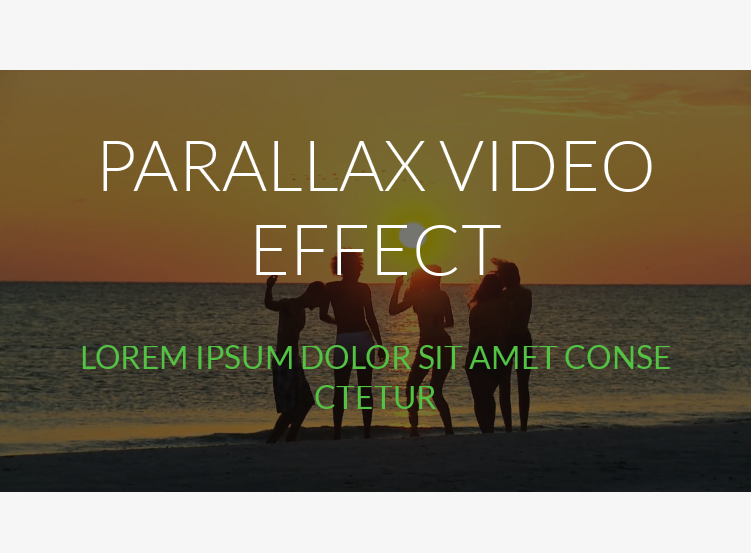 PARALLAX VIDEO
EFFECT
LOREM IPSUM DOLOR SIT AMET CONSE
CTETUR